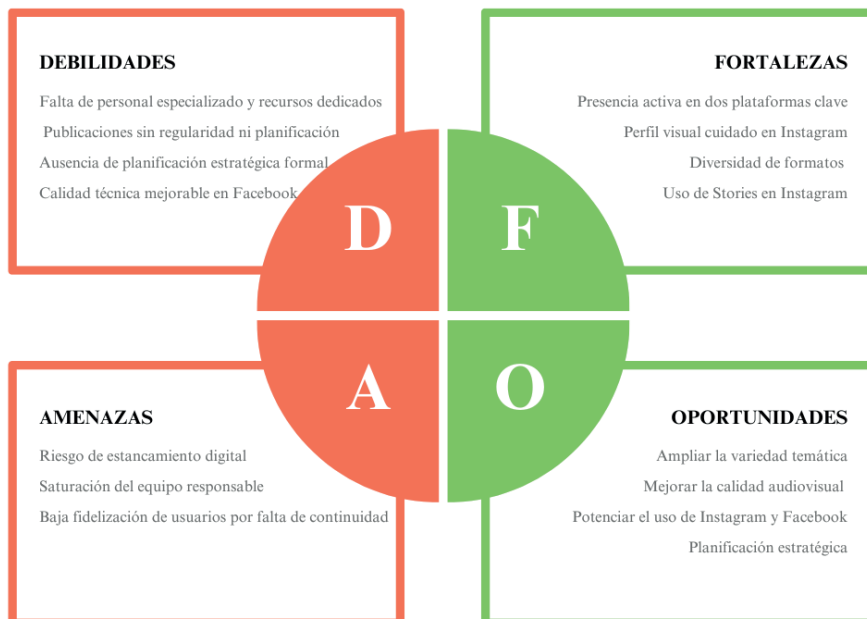 DEBILIDADES
Falta de personal especializado y recursos dedicados
Publicaciones sin regularidad ni planificación
Ausencia de planificación estratégica formal
Calidad técnica mejorable en Facebook
FORTALEZAS
Presencia activa en dos plataformas clave
Perfil visual cuidado en Instagram
Diversidad de formatos
Uso de Stories en Instagram
D
F
A
O
AMENAZAS
Riesgo de estancamiento digital
Saturación del equipo responsable
Baja fidelización de usuarios por falta de continuidad
OPORTUNIDADES
Ampliar la variedad temática
Mejorar la calidad audiovisual
Potenciar el uso de Instagram y Facebook
Planificación estratégica